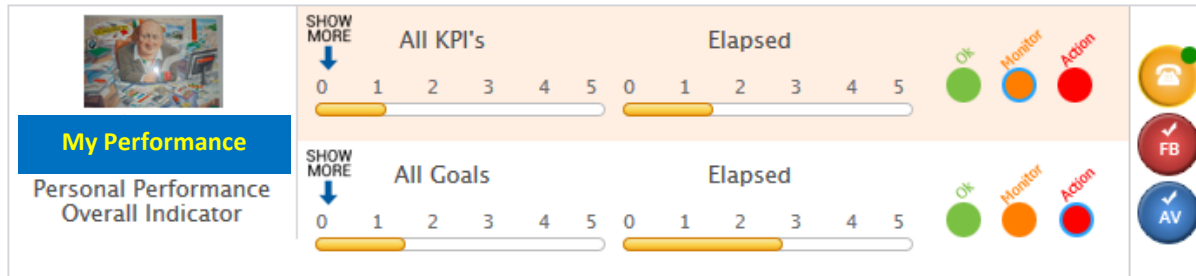 SHOW
MORE
All KPI's
Elapsed
Ok
Monitor
Action
0 1 2 3 4 5
0 1 2 3 4 5
My Performance
Personal Performance
Overall Indicator
SHOW
MORE
All Goals
Elapsed
Ok
Monitor
Action
0 1 2 3 4 5
0 1 2 3 4 5
FB
AV